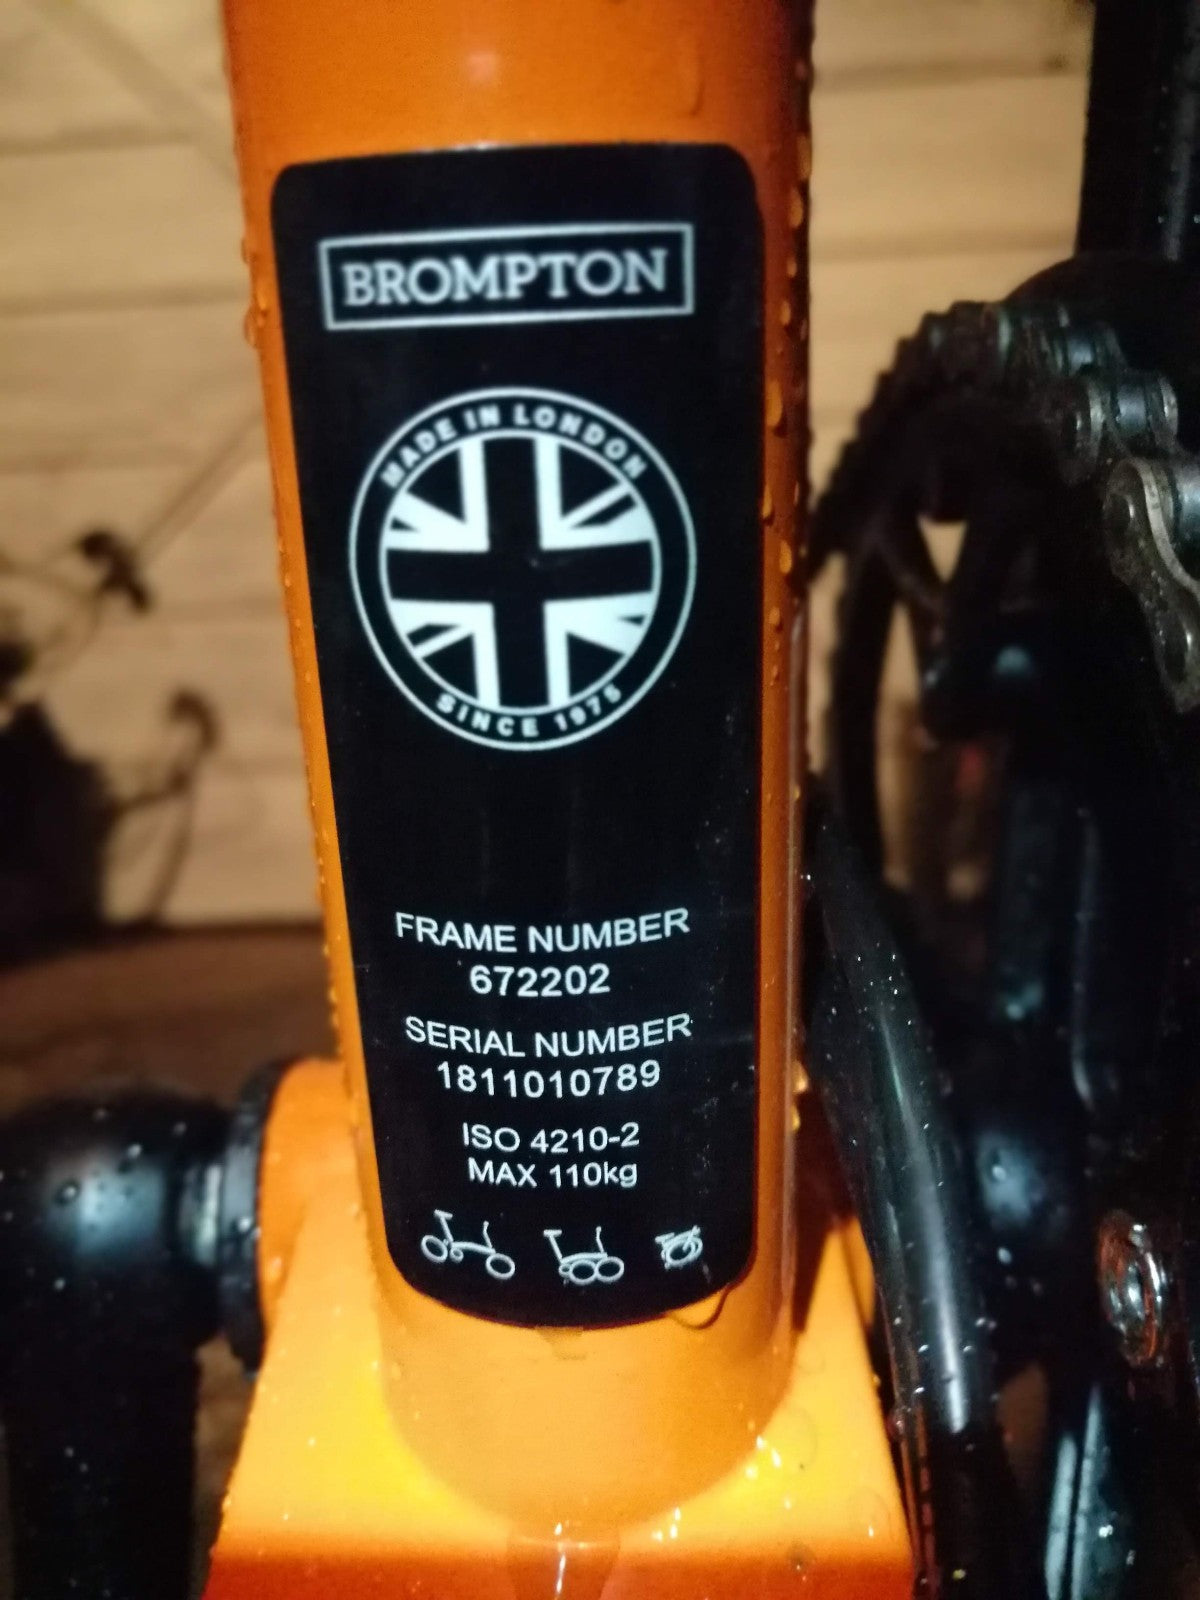 BROMPTON
MADE IN LONDON
SINCE 1975
FRAME NUMBER
672202
SERIAL NUMBER
1811010789
ISO 4210-2
MAX 110kg